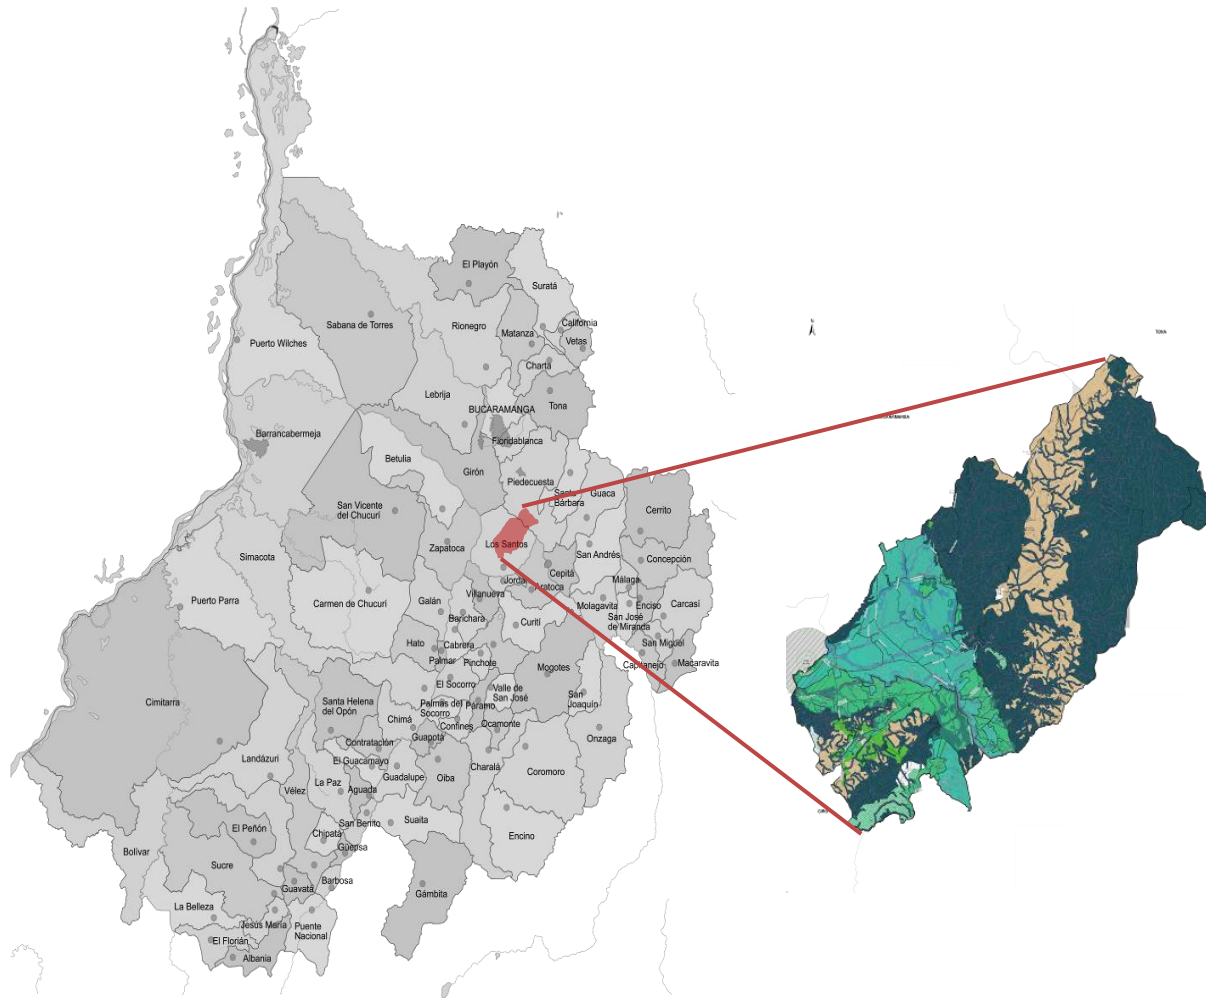 El Playón
Suratá
N
California
Sabana de Torres
Rionegro
Matanza
TONA
Vetas
Puerto Wilches
Charta
Lebrija
Tona
BUCARAMANGA
Barrancabermeja
Floridablanca
Betulia
Girón
Piedecuesta
Santa
Bárbara
Guaca
San Vicente
del Chucurí
Cerrito
Los Santos
Zapatoca
San Andrés
Simacota
Concepción
Cepitá
Jordán
Aratoca
Málaga
Puerto Parra
Carmen de Chucurí
Galán
Villanueva
Molagavita
Enciso
Carcasí
Barichara
Curití
San José
de Miranda
Hato
Cabrera
San Miguel
Palmar
Pinchote
Mogotes
Capitanejo
Macaravita
El Socorro
Valle de
San José
San
Joaquín
Cimitarra
Santa Helena
del Opón
Palmas del
Socorro
Páramo
Chimá
Confines
Ocamonte
Guapotá
Onzaga
Contratación
Landázuri
El Guacamayo
Guadalupe
Oiba
Charalá
Coromoro
La Paz
Vélez
Aguada
San Benito
Suaita
El Peñón
Chipatá
Encino
Bolívar
Güepsa
Sucre
Barbosa
Guavatá
Gámbita
La Belleza
Jesús María
Puente
Nacional
El Florián
Albania